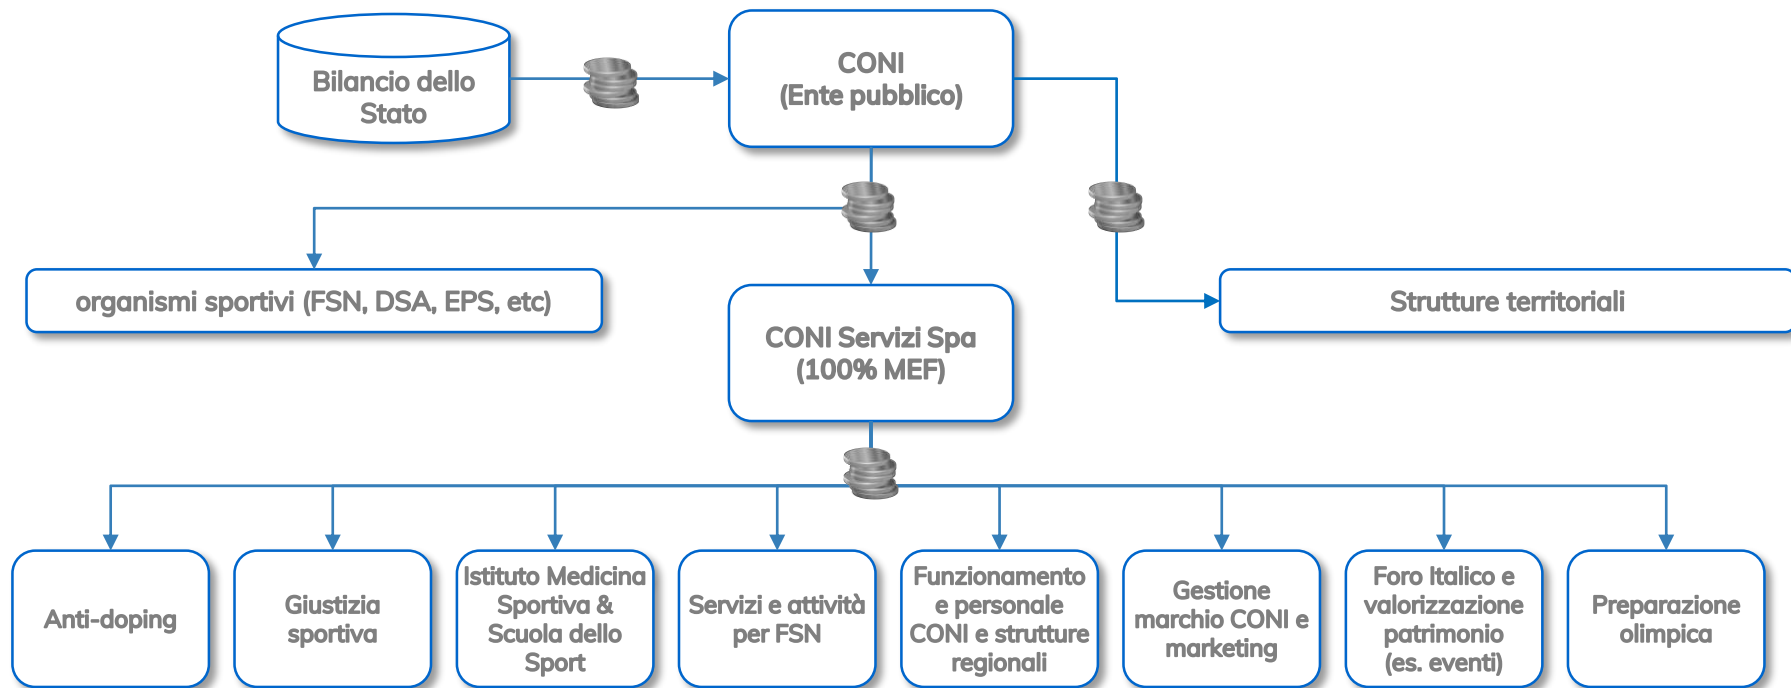 Bilancio dello
Stato
CONI
(Ente pubblico)
organismi sportivi (FSN, DSA, EPS, etc)
CONI Servizi Spa
(100% MEF)
Strutture territoriali
Anti-doping
Giustizia
sportiva
Istituto Medicina
Sportiva &
Scuola dello
Sport
Servizi e attività
per FSN
Funzionamento
e personale
CONI e strutture
regionali
Gestione
marchio CONI e
marketing
Foro Italico e
valorizzazione
patrimonio
(es. eventi)
Preparazione
olimpica